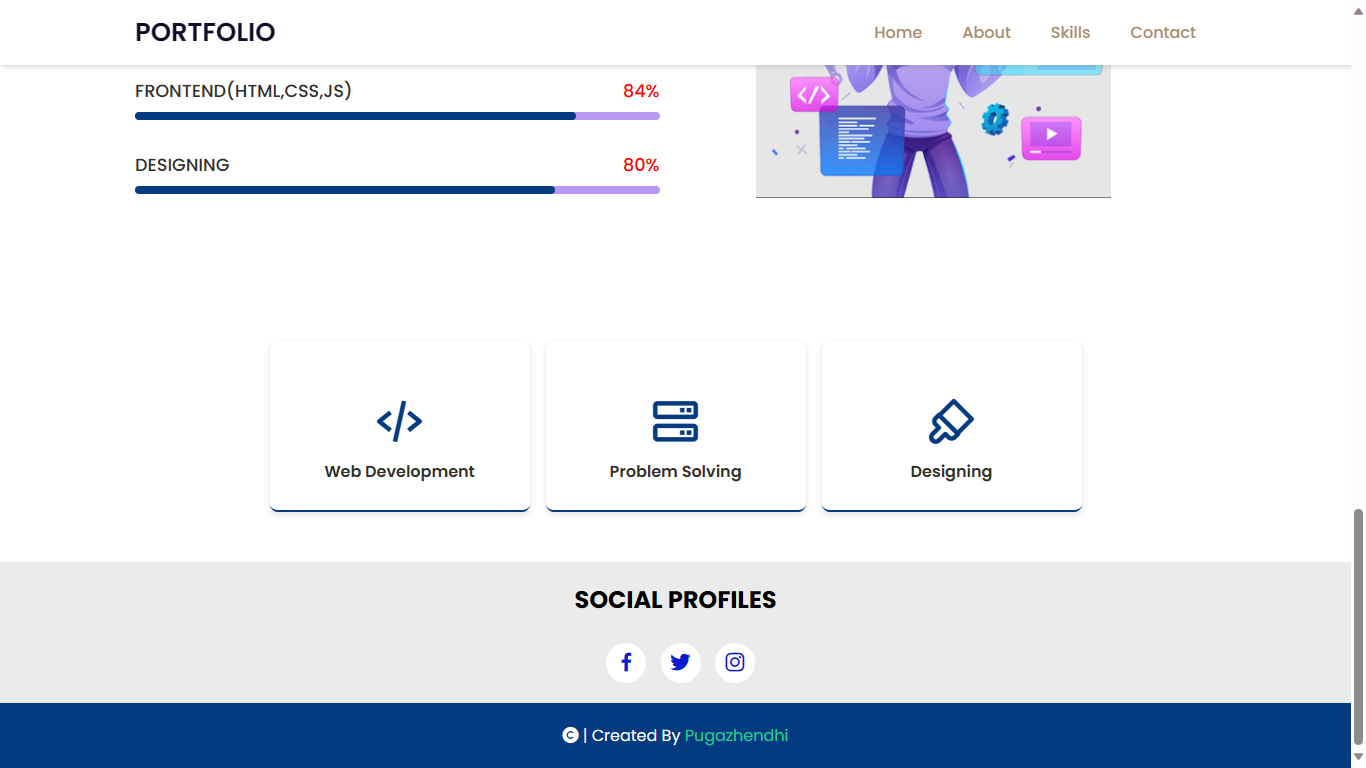 PORTFOLIO Home About Skills Contact
FRONTEND(HTML,CSS,JS) 84%
DESIGNING 80%
Web Development Problem Solving Designing
SOCIAL PROFILES
© | Created By Pugazhendhi